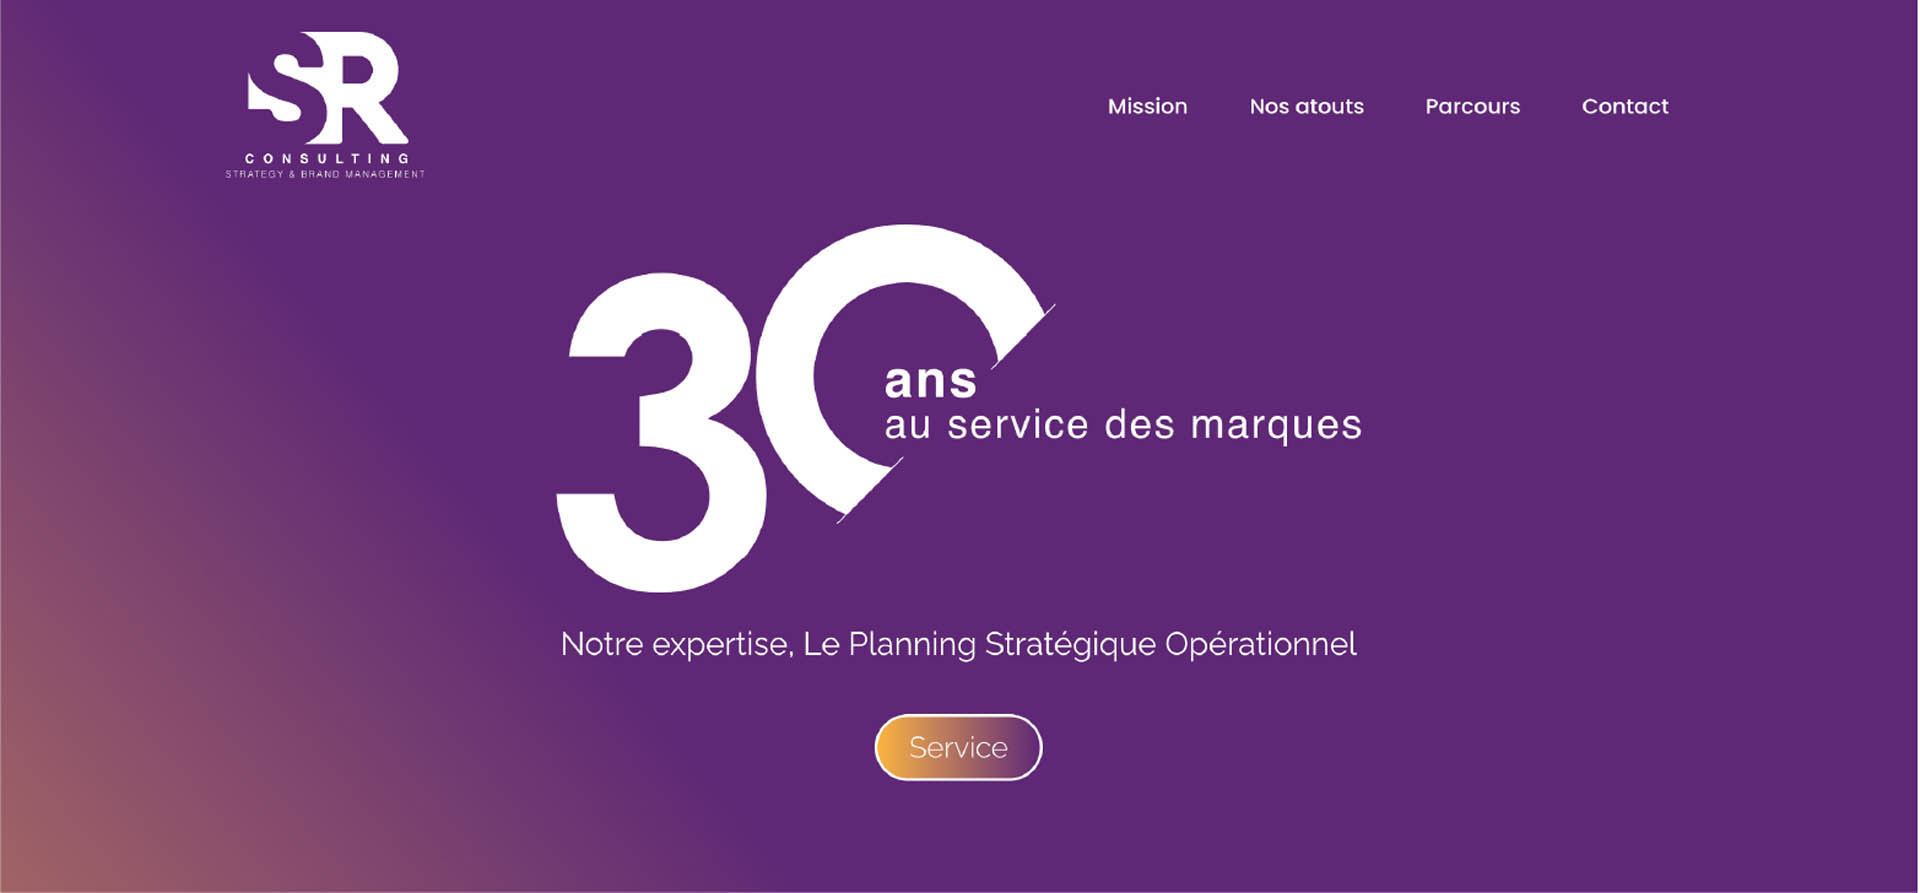 SR
CONSULTING
STRATEGY & BRAND MANAGEMENT
Mission Nos atouts Parcours Contact
30
ans
au service des marques
Notre expertise, Le Planning Stratégique Opérationnel
Service